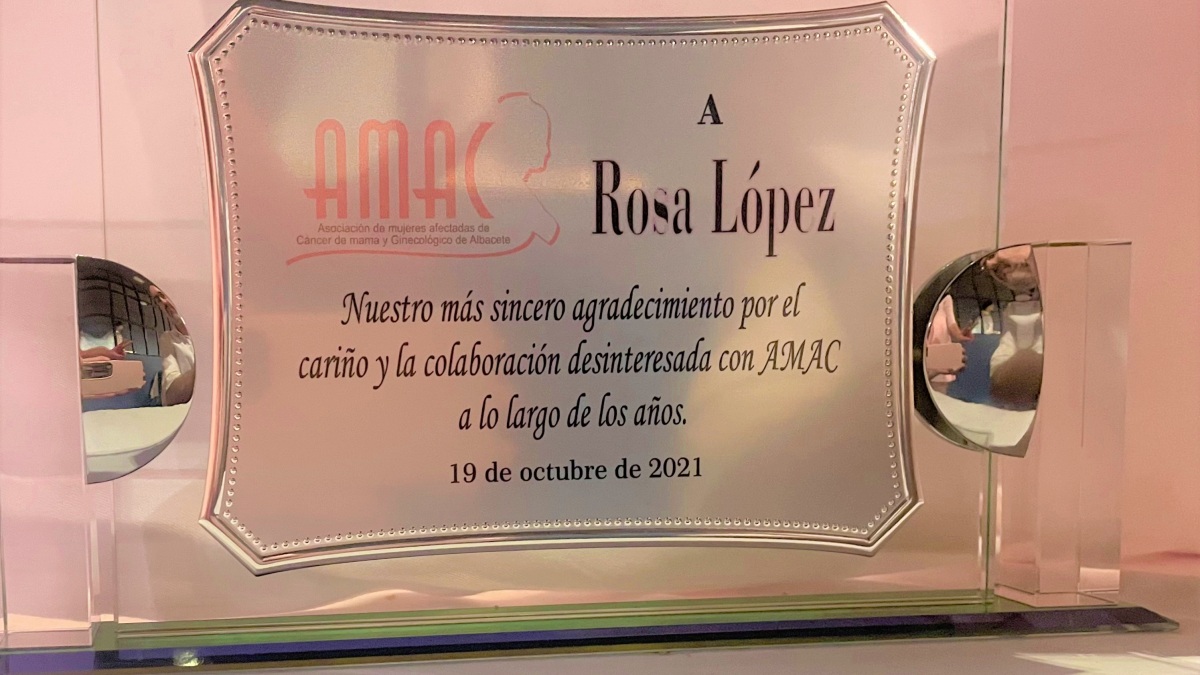 AMAC
Asociación de mujeres afectadas de
Cáncer de mama y Ginecológico de Albacete
A
Rosa López
Nuestro más sincero agradecimiento por el
cariño y la colaboración desinteresada con AMAC
a lo largo de los años.
19 de octubre de 2021